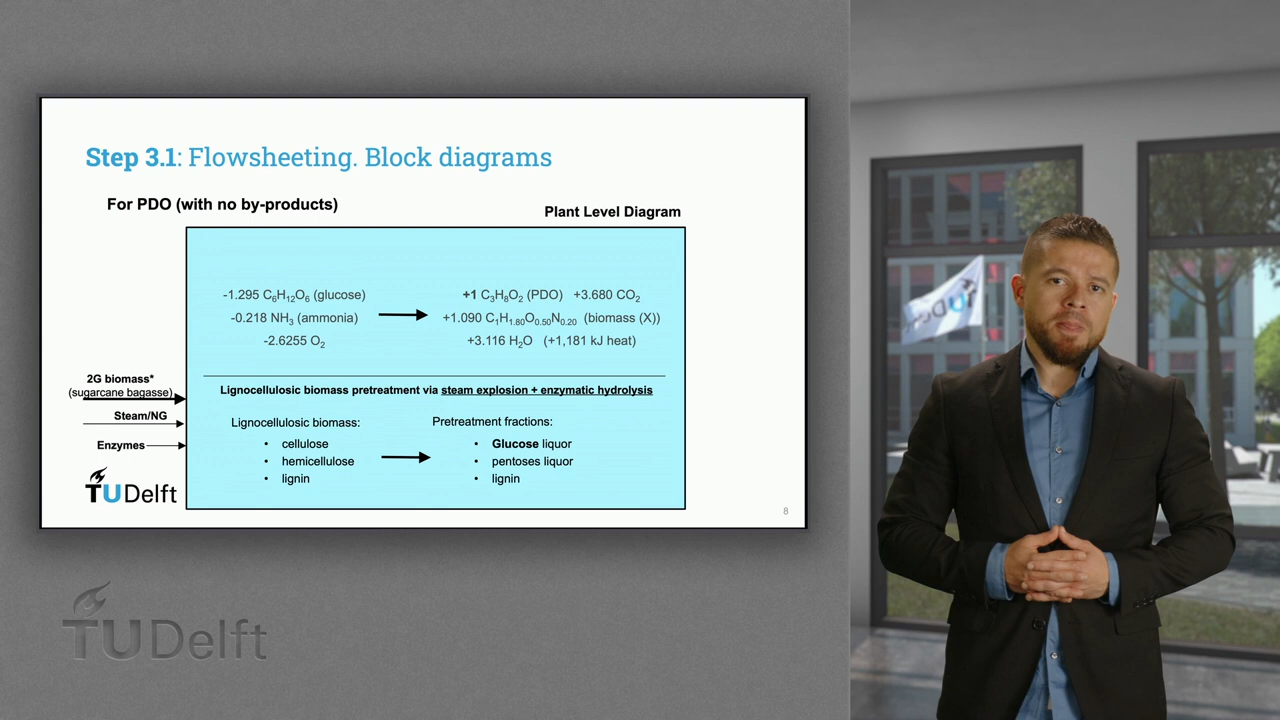 Step 3.1: Flowsheeting. Block diagrams
For PDO (with no by-products)
Plant Level Diagram
-1.295 C6H12O6 (glucose)
-0.218 NH3 (ammonia)
-2.6255 O2
+1 C3H8O2 (PDO) +3.680 CO2
+1.090 C1H1.80O0.50N0.20 (biomass (X))
+3.116 H2O (+1,181 kJ heat)
2G biomass*
(sugarcane bagasse)
Steam/NG
Enzymes
Lignocellulosic biomass pretreatment via steam explosion + enzymatic hydrolysis
Lignocellulosic biomass:
• cellulose
• hemicellulose
• lignin
Pretreatment fractions:
• Glucose liquor
• pentoses liquor
• lignin
TUDelft
8
TUDelft
TU